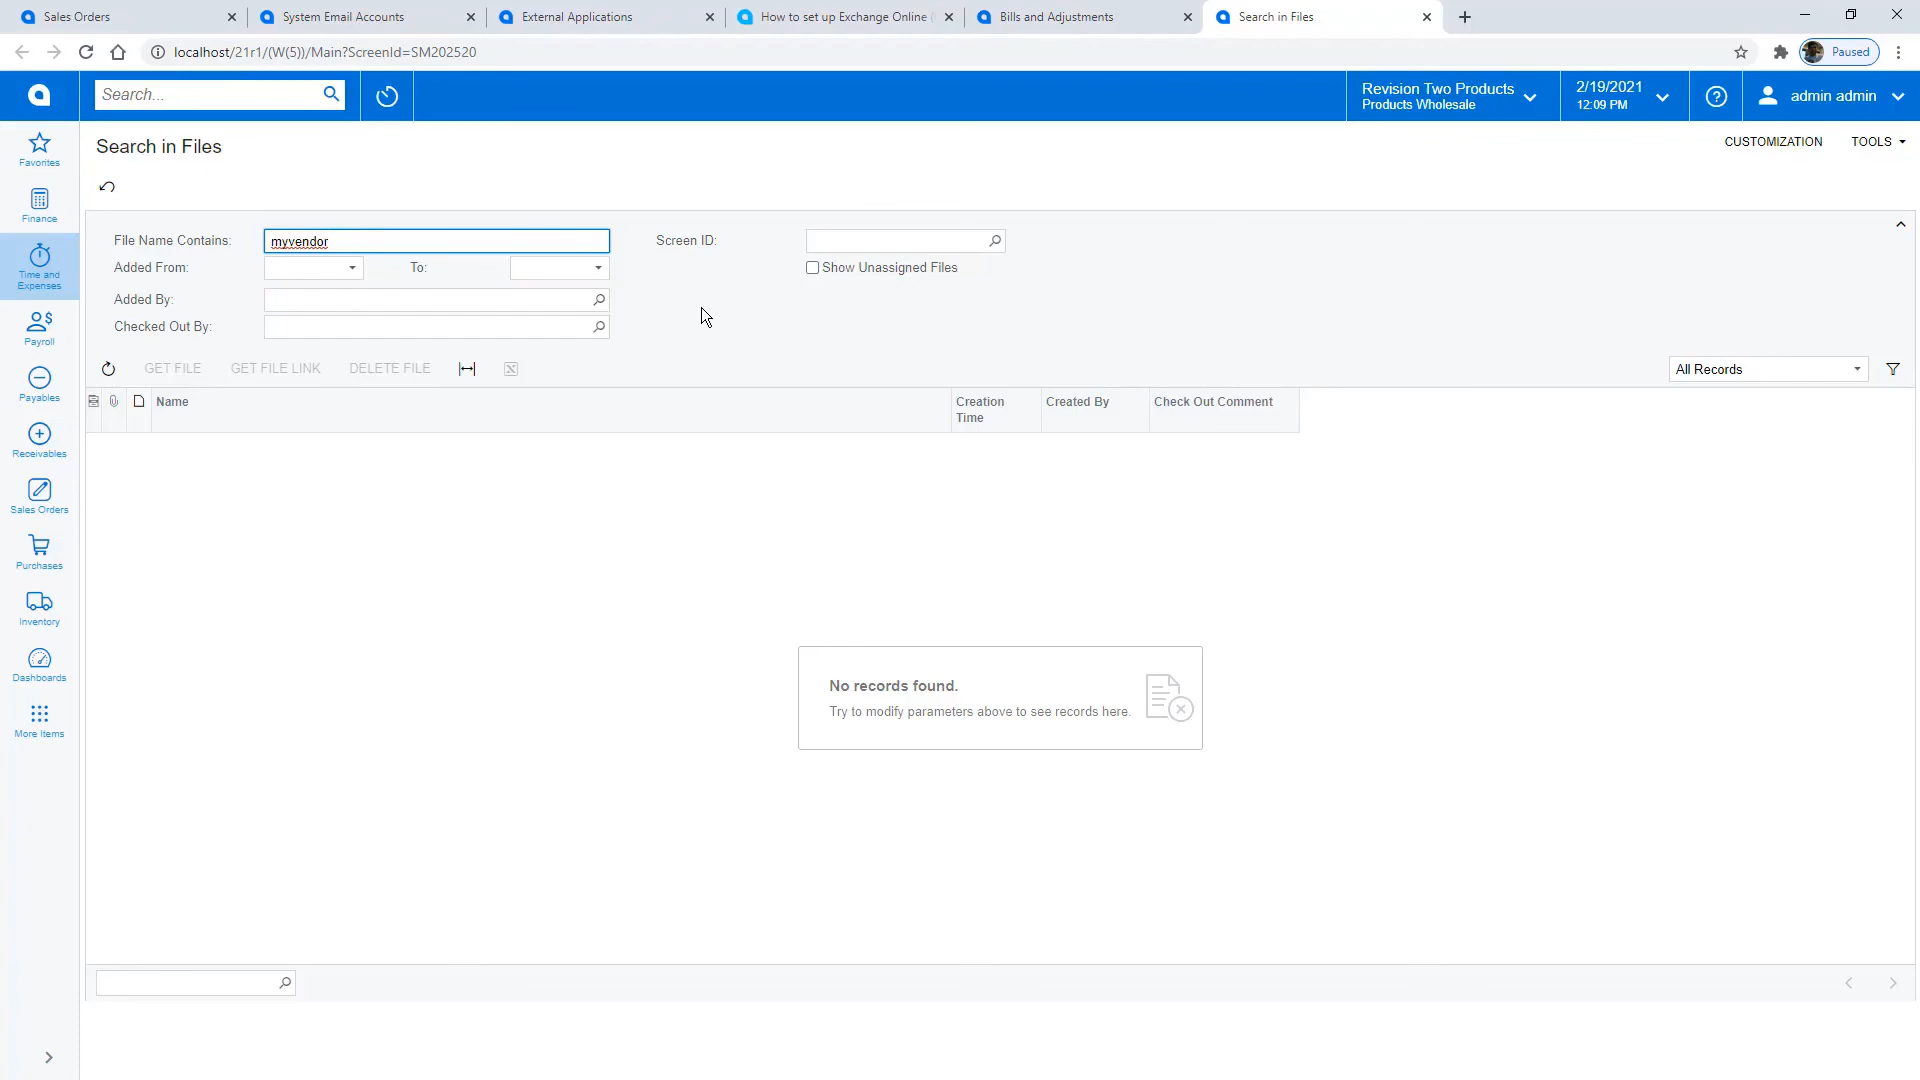 Sales Orders
System Email Accounts
External Applications
How to set up Exchange Online (
Bills and Adjustments
Search in Files
localhost/21r1/(W(5))/Main?ScreenId=SM202520
Paused
Search...
Revision Two Products
Products Wholesale
2/19/2021
12:09 PM
admin admin
Favorites
Finance
Time and
Expenses
Payroll
Payables
Receivables
Sales Orders
Purchases
Inventory
Dashboards
More Items
Search in Files
CUSTOMIZATION
TOOLS
File Name Contains:
myvendor
Screen ID:
Added From:
To:
Show Unassigned Files
Added By:
Checked Out By:
GET FILE
GET FILE LINK
DELETE FILE
All Records
Name
Creation
Time
Created By
Check Out Comment
No records found.
Try to modify parameters above to see records here.